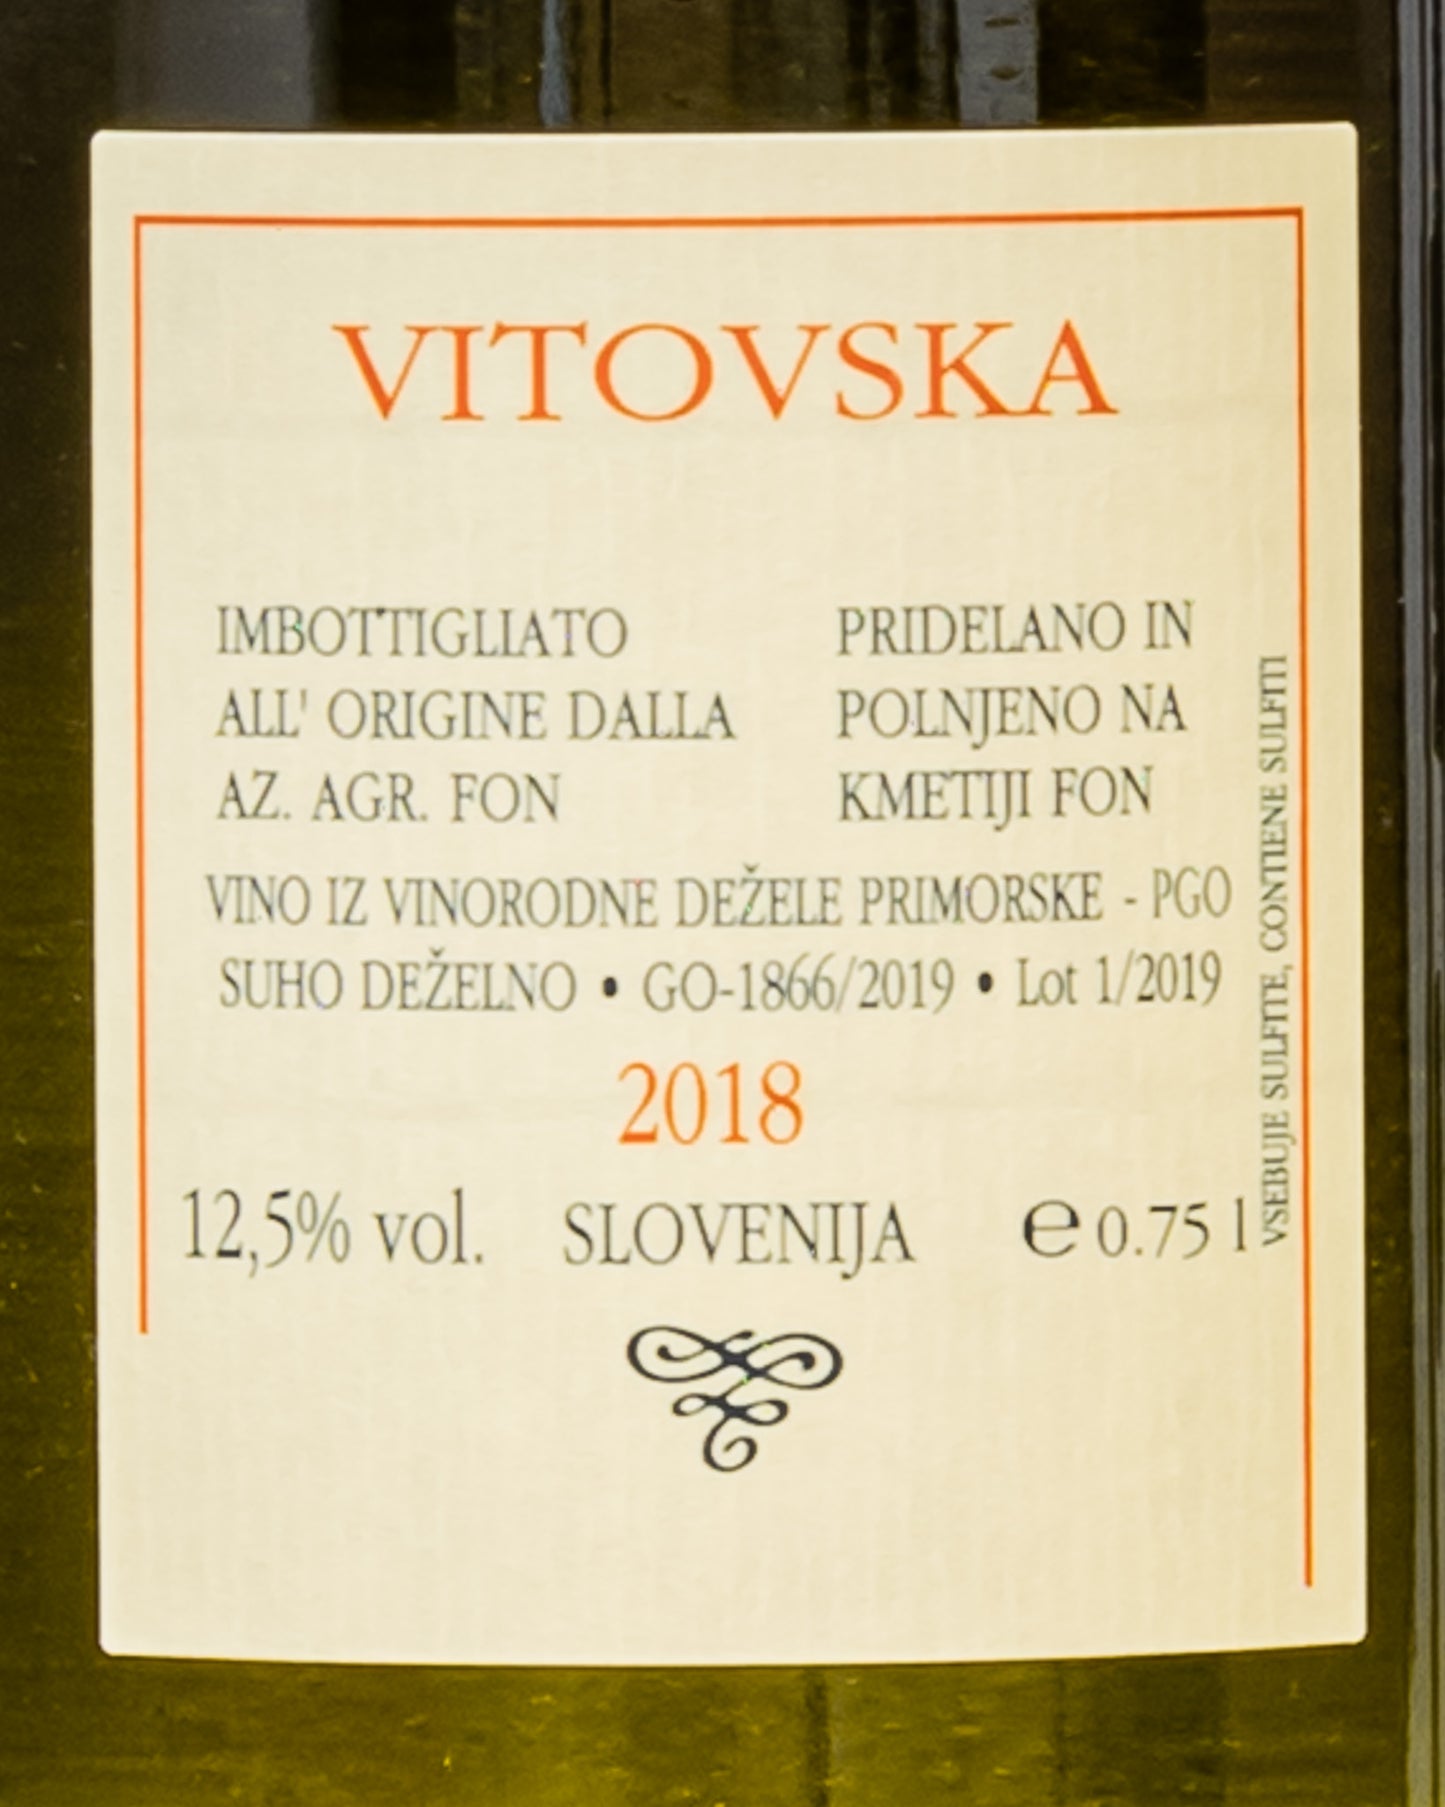 VITOVSKA
IMBOTTIGLIATO
ALL' ORIGINE DALLA
AZ. AGR. FON
PRIDELANO IN
POLNJENO NA
KMETIJI FON
VINO IZ VINORODNE DEŽELE PRIMORSKE - PGO
SUHO DEŽELNO • GO-1866/2019 • Lot 1/2019
2018
12,5% vol. SLOVENIJA ℮ 0.75 l
VSEBUJE SULFITE, CONTIENE SULFITI